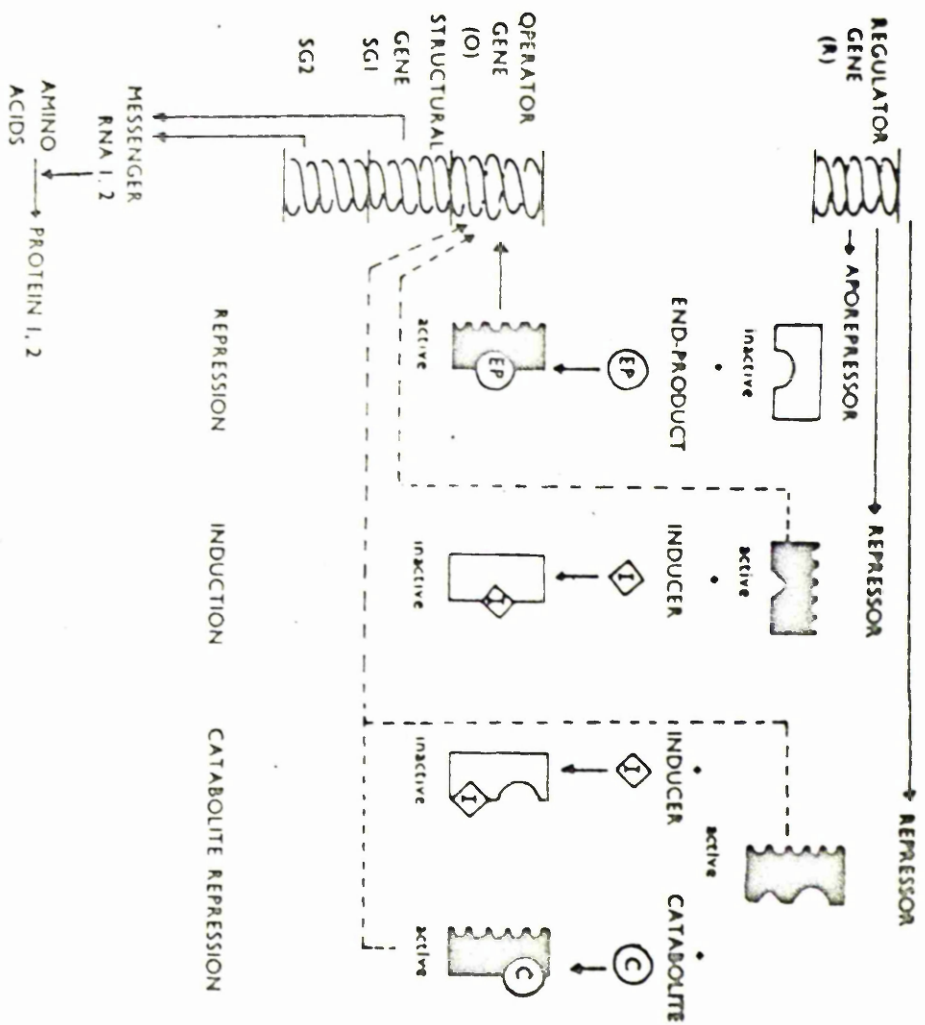 REGULATOR
GENE
(R)
REPRESSOR
REPRESSOR
APOREPRESSOR
inactive
active
active
END-PRODUCT
INDUCER
INDUCER
CATABOLITE
EP
I
I
C
OPERATOR
GENE
(O)
STRUCTURAL
GENE
SG1
SG2
EP
I
I
C
active
inactive
inactive
active
REPRESSION
INDUCTION
CATABOLITE REPRESSION
MESSENGER
RNA 1, 2
AMINO
ACIDS
PROTEIN 1, 2